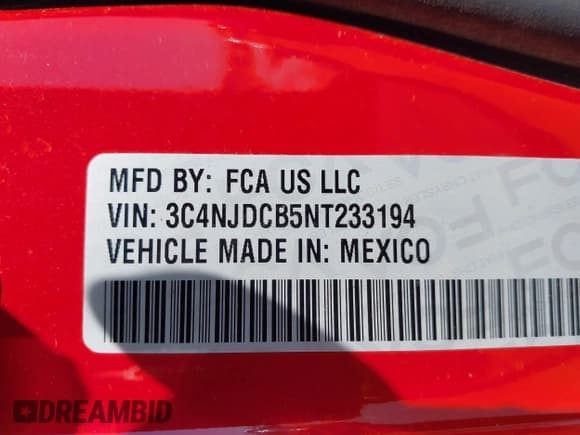 MFD BY: FCA US LLC
VIN: 3C4NJDCB5NT233194
VEHICLE MADE IN: MEXICO
DREAMBID